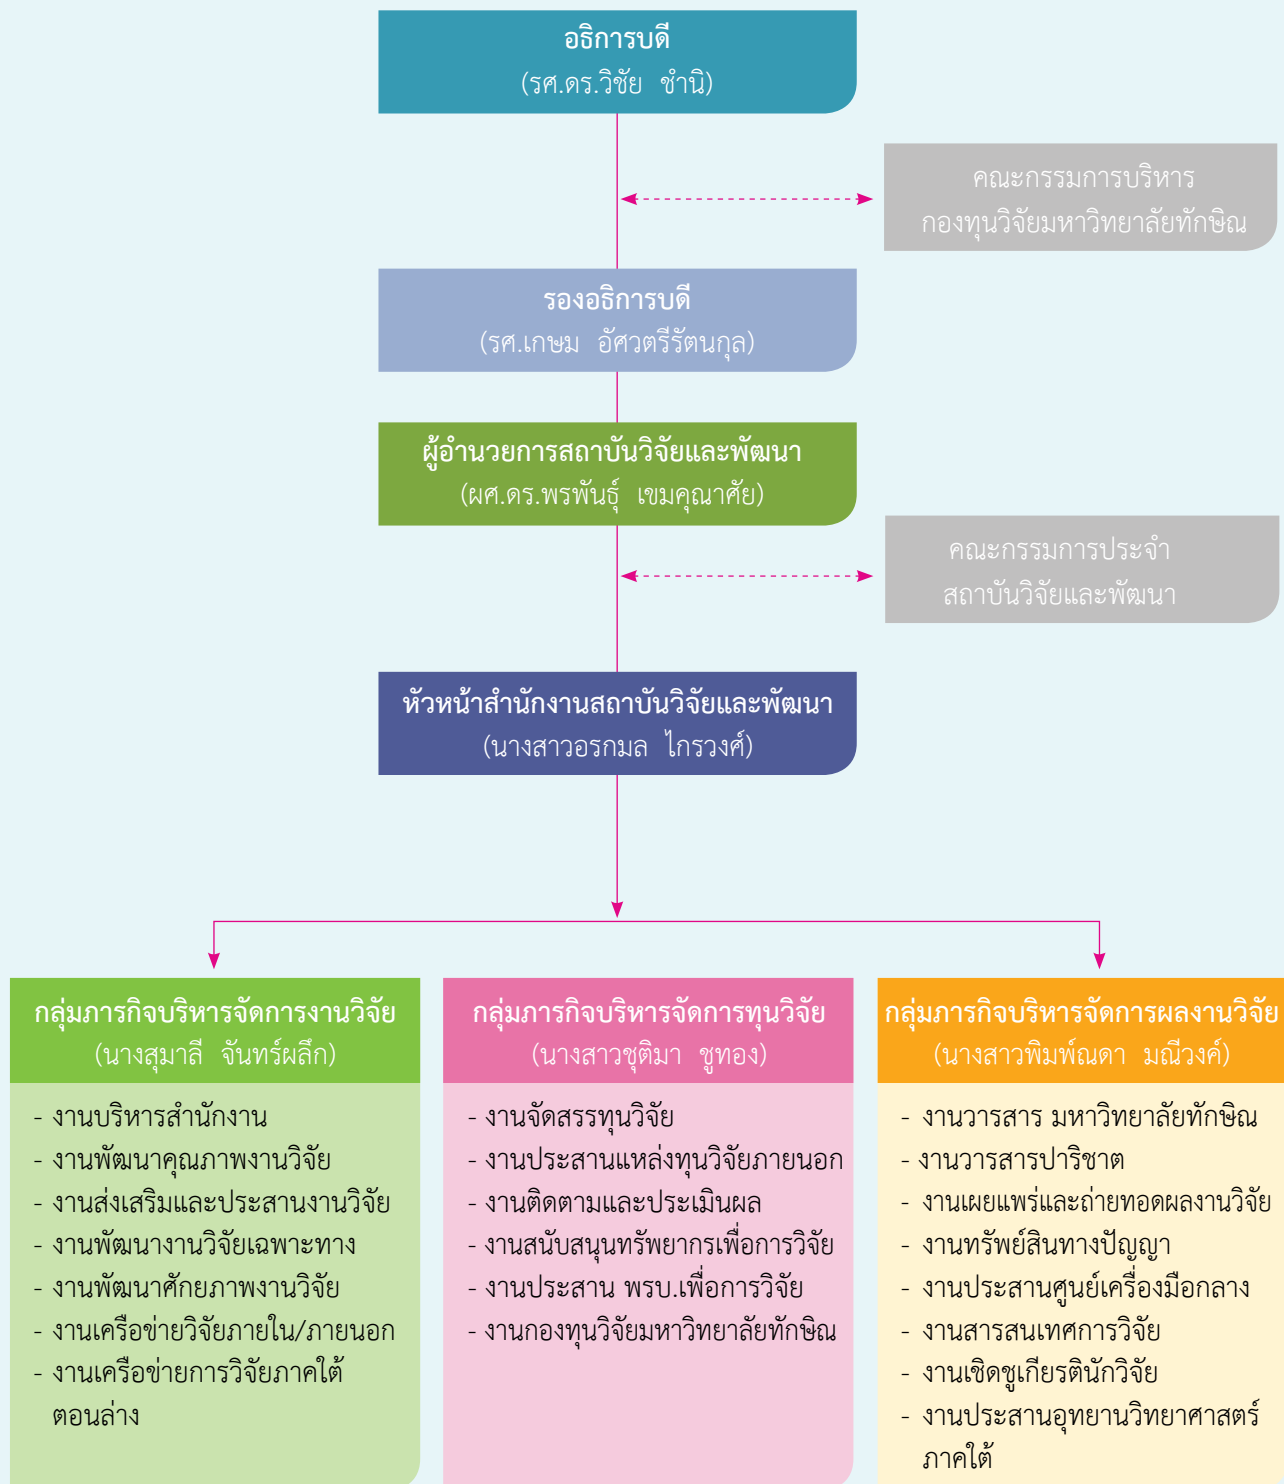 อธิการบดี
(รศ.ดร.วิชัย ชำนิ)
คณะกรรมการบริหาร
กองทุนวิจัยมหาวิทยาลัยทักษิณ
รองอธิการบดี
(รศ.เกษม อัศวตรีรัตนกุล)
ผู้อำนวยการสถาบันวิจัยและพัฒนา
(ผศ.ดร.พรพันธุ์ เขมคุณาศัย)
คณะกรรมการประจำ
สถาบันวิจัยและพัฒนา
หัวหน้าสำนักงานสถาบันวิจัยและพัฒนา
(นางสาวอรกมล ไกรวงศ์)
กลุ่มภารกิจบริหารจัดการงานวิจัย
(นางสุมาลี จันทร์ผลึก)
- งานบริหารสำนักงาน
- งานพัฒนาคุณภาพงานวิจัย
- งานส่งเสริมและประสานงานวิจัย
- งานพัฒนางานวิจัยเฉพาะทาง
- งานพัฒนาศักยภาพงานวิจัย
- งานเครือข่ายวิจัยภายใน/ภายนอก
- งานเครือข่ายการวิจัยภาคใต้
ตอนล่าง
กลุ่มภารกิจบริหารจัดการทุนวิจัย
(นางสาวชุติมา ชูทอง)
- งานจัดสรรทุนวิจัย
- งานประสานแหล่งทุนวิจัยภายนอก
- งานติดตามและประเมินผล
- งานสนับสนุนทรัพยากรเพื่อการวิจัย
- งานประสาน พรบ.เพื่อการวิจัย
- งานกองทุนวิจัยมหาวิทยาลัยทักษิณ
กลุ่มภารกิจบริหารจัดการผลงานวิจัย
(นางสาวพิมพ์ณดา มณีวงค์)
- งานวารสาร มหาวิทยาลัยทักษิณ
- งานวารสารปาริชาต
- งานเผยแพร่และถ่ายทอดผลงานวิจัย
- งานทรัพย์สินทางปัญญา
- งานประสานศูนย์เครื่องมือกลาง
- งานสารสนเทศการวิจัย
- งานเชิดชูเกียรตินักวิจัย
- งานประสานอุทยานวิทยาศาสตร์
ภาคใต้